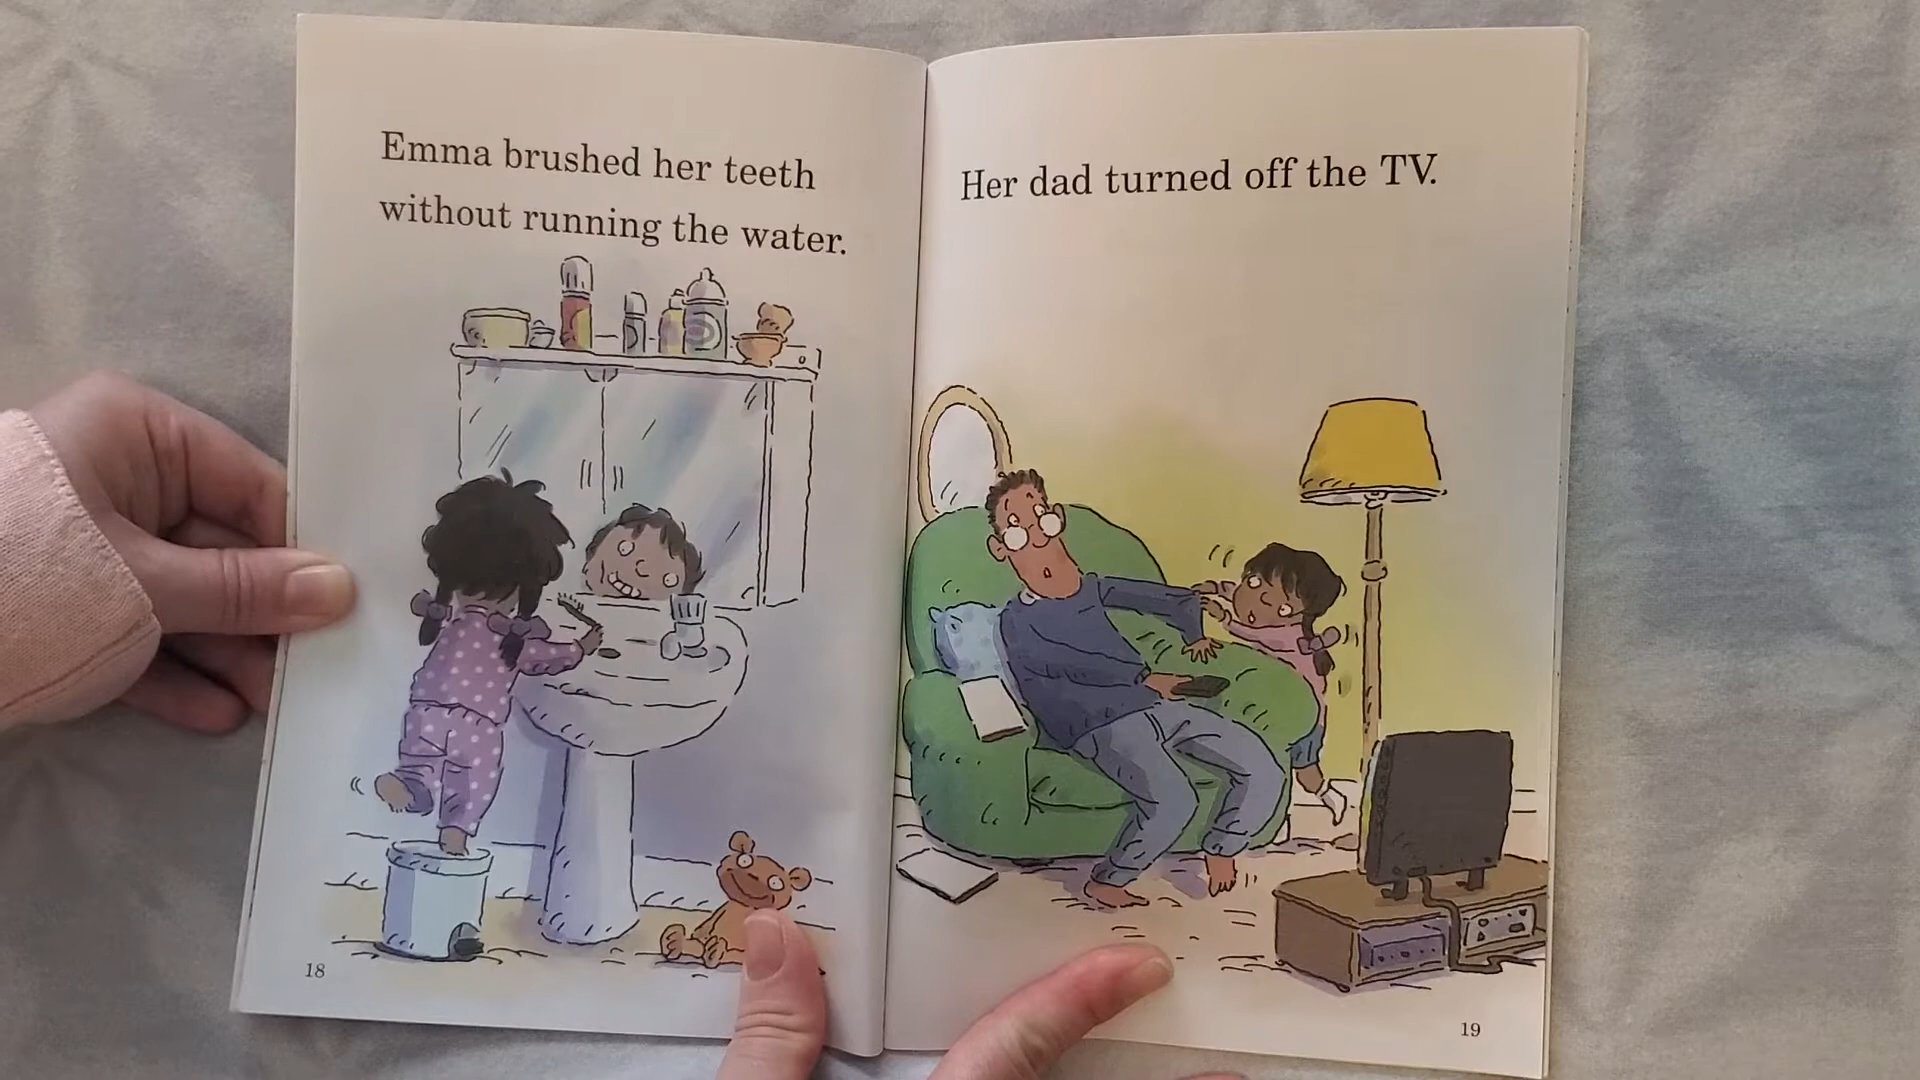 Emma brushed her teeth
without running the water.
18
Her dad turned off the TV.
19